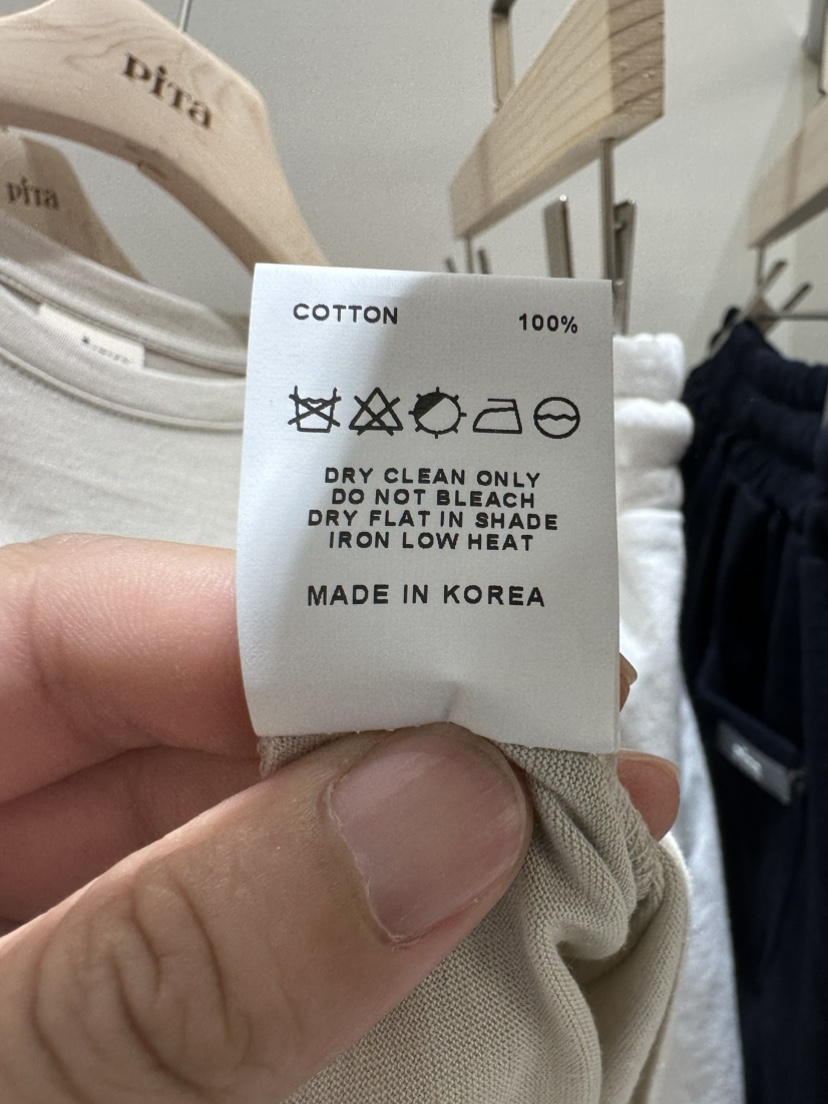 PITA
PITA
COTTON 100%
DRY CLEAN ONLY
DO NOT BLEACH
DRY FLAT IN SHADE
IRON LOW HEAT
MADE IN KOREA